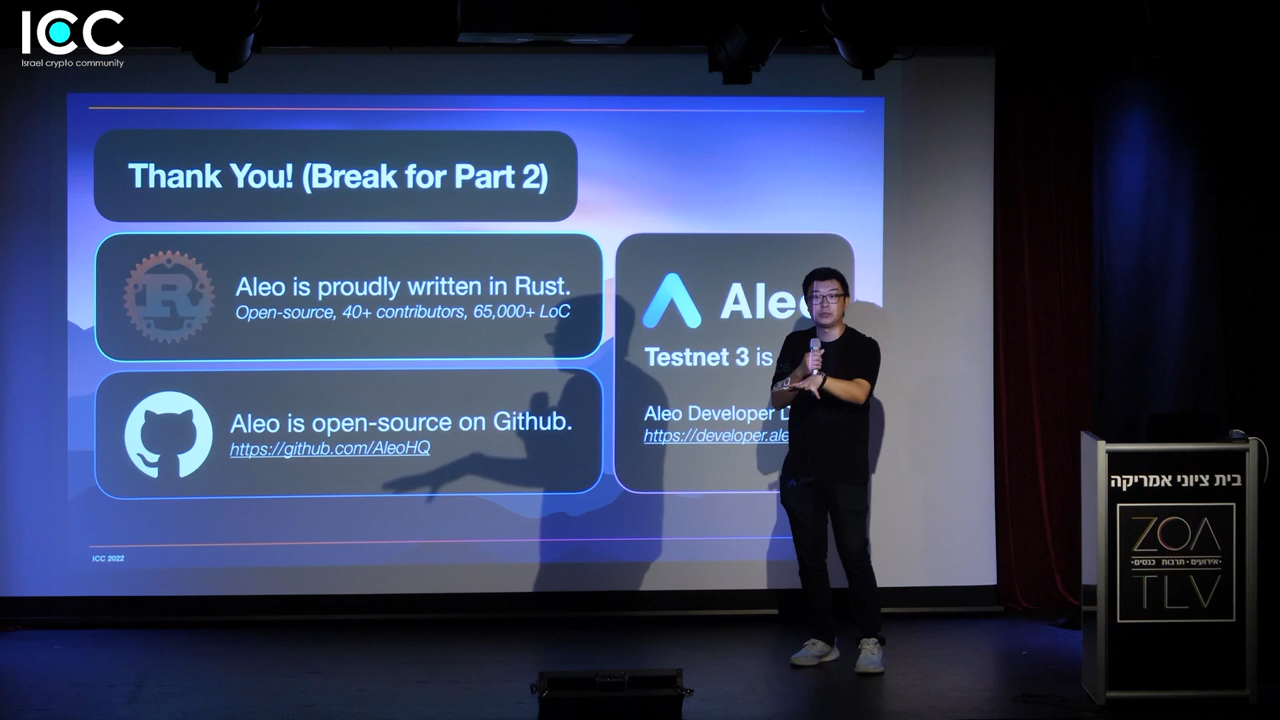 ICC
Israel crypto community
Thank You! (Break for Part 2)
R
Aleo is proudly written in Rust.
Open-source, 40+ contributors, 65,000+ LoC
Aleo is open-source on Github.
https://github.com/AleoHQ
Aleo
Testnet 3 is
Aleo Developer
https://developer.ale
ICC 2022
בית ציוני אמריקה
ZOA
אירועים • תרבות • כנסים
TLV